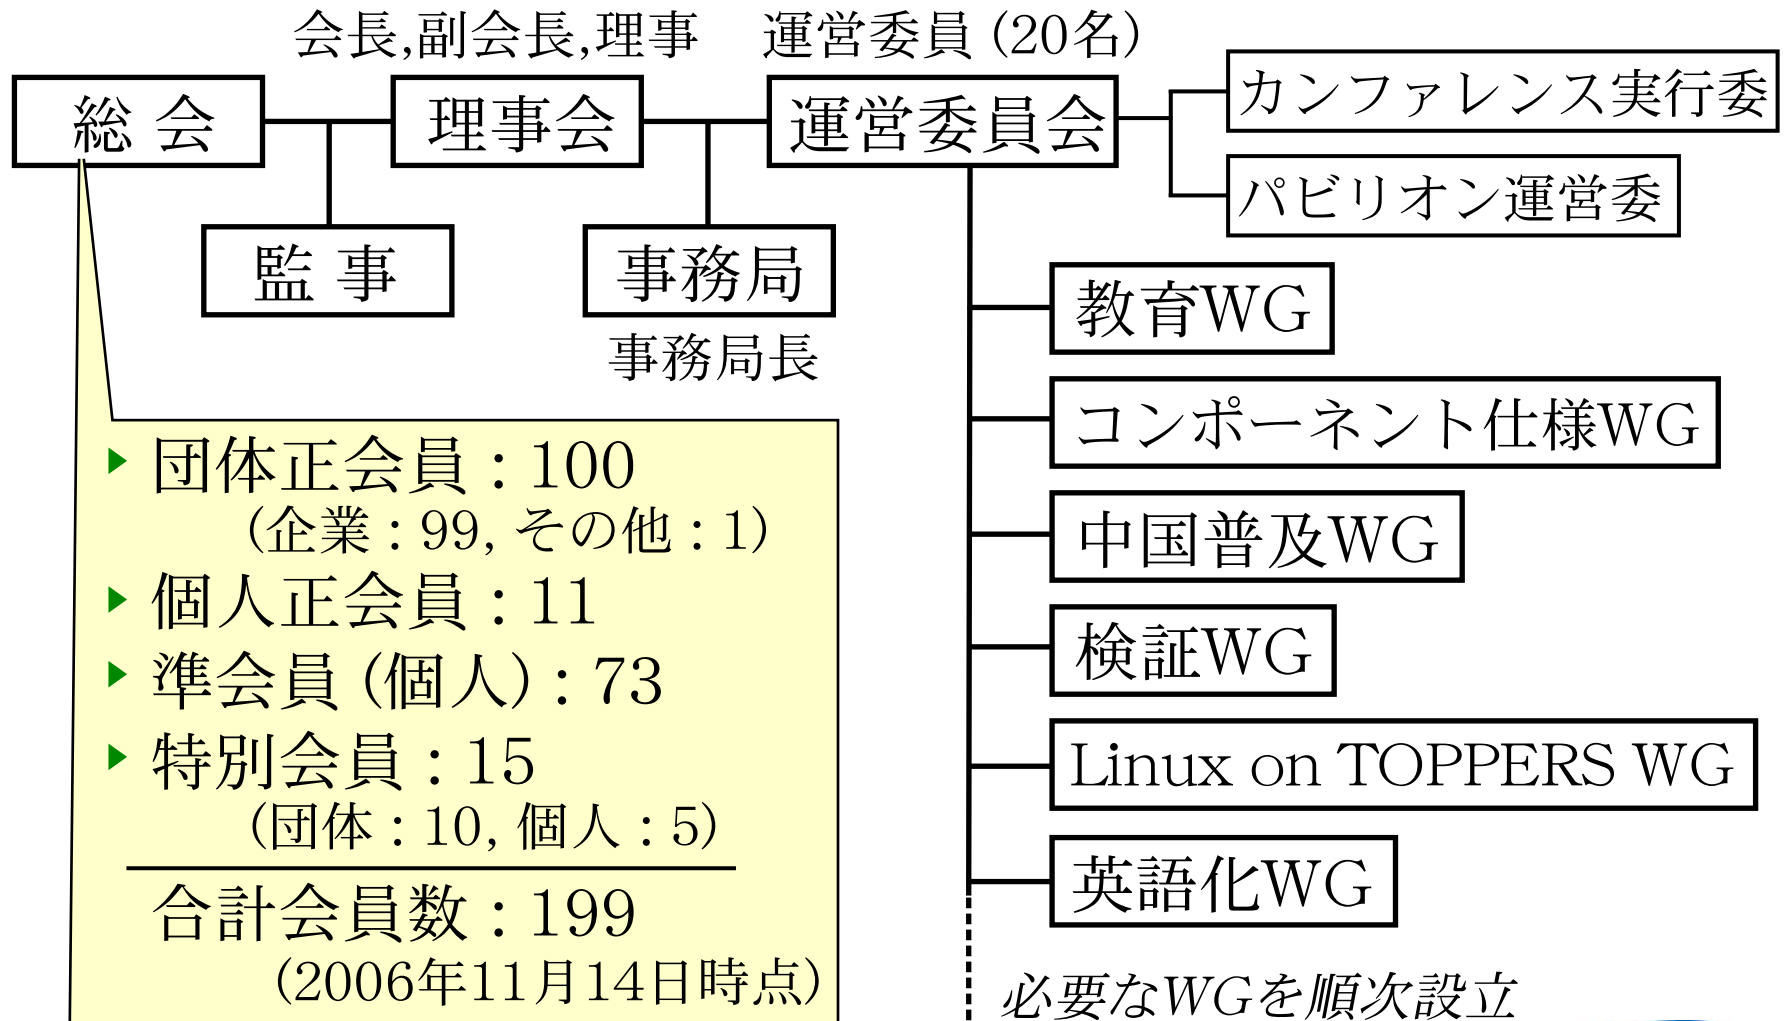 会長,副会長,理事
運営委員 (20名)
総 会
理事会
運営委員会
カンファレンス実行委
パビリオン運営委
監 事
事務局
事務局長
教育WG
コンポーネント仕様WG
中国普及WG
検証WG
Linux on TOPPERS WG
英語化WG
必要なWGを順次設立
団体正会員 : 100
(企業 : 99, その他 : 1)
個人正会員 : 11
準会員 (個人) : 73
特別会員 : 15
(団体 : 10, 個人 : 5)
合計会員数 : 199
(2006年11月14日時点)